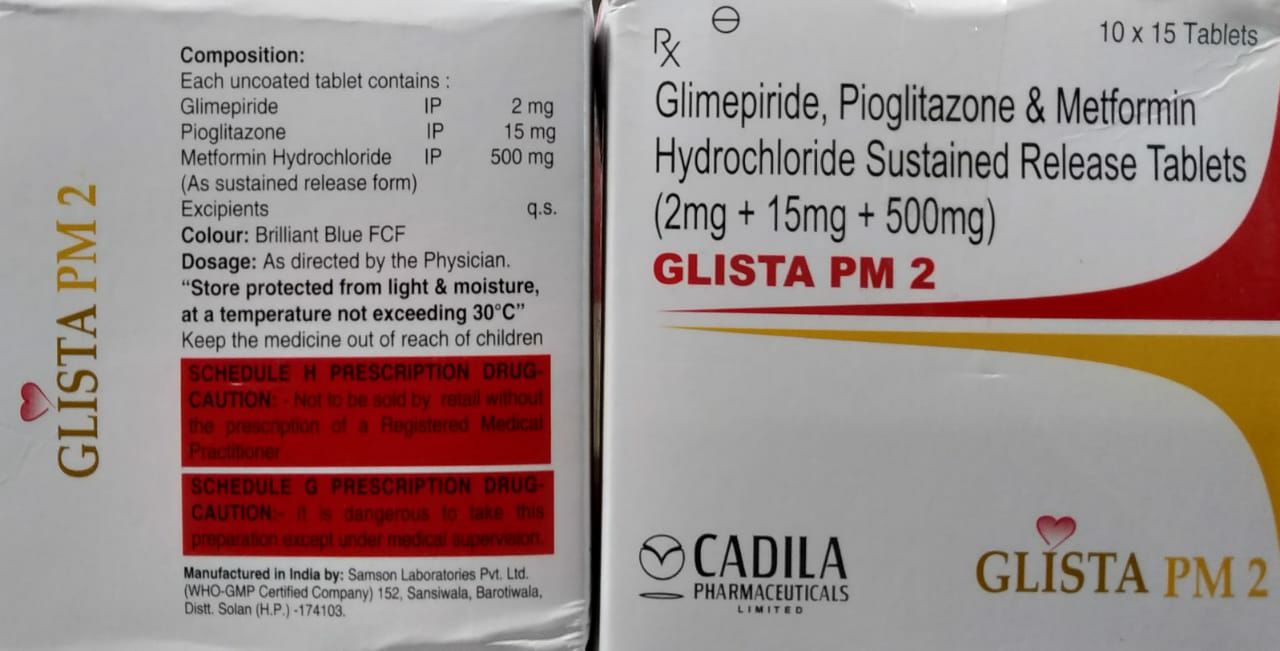 GLISTA PM 2
Composition:
Each uncoated tablet contains :
Glimepiride IP 2 mg
Pioglitazone IP 15 mg
Metformin Hydrochloride IP 500 mg
(As sustained release form)
Excipients q.s.
Colour: Brilliant Blue FCF
Dosage: As directed by the Physician.
“Store protected from light & moisture,
at a temperature not exceeding 30°C”
Keep the medicine out of reach of children
SCHEDULE H PRESCRIPTION DRUG-
CAUTION: - Not to be sold by retail without
the prescription of a Registered Medical
Practitioner
SCHEDULE G PRESCRIPTION DRUG-
CAUTION:- It is dangerous to take this
preparation except under medical supervision.
Manufactured in India by: Samson Laboratories Pvt. Ltd.
(WHO-GMP Certified Company) 152, Sansiwala, Barotiwala,
Distt. Solan (H.P.) -174103.
Rx
10 x 15 Tablets
Glimepiride, Pioglitazone & Metformin
Hydrochloride Sustained Release Tablets
(2mg + 15mg + 500mg)
GLISTA PM 2
CADILA
PHARMACEUTICALS
LIMITED
GLISTA PM 2